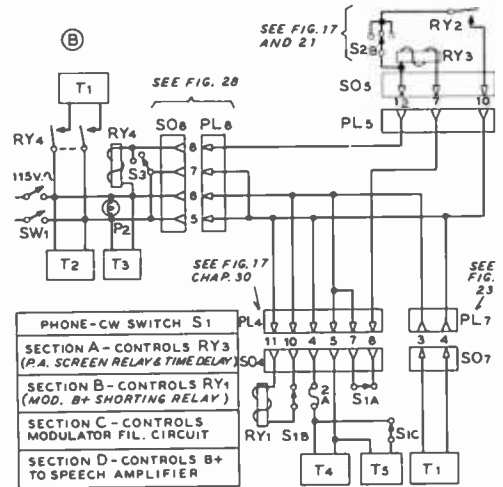 B
SEE FIG. 17
AND 21
RY2
S2B
RY3
SO5
12 7 10
PL5
T1
SEE FIG. 28
RY4
RY4
SO8 PL8
S3
8
7
6
5
115V.~
SW1
P2
T2
T3
SEE FIG. 17
CHAP. 30
SEE
FIG.
23
PL4
11 10 4 5 7 8
SO4
PL7
3 4
SO7
RY1
S1B
2
A
S1A
S1C
T4
T5
T1
PHONE-CW SWITCH S1
SECTION A - CONTROLS RY3
(P.A. SCREEN RELAY & TIME DELAY)
SECTION B - CONTROLS RY1
(MOD. B+ SHORTING RELAY)
SECTION C - CONTROLS
MODULATOR FIL. CIRCUIT
SECTION D - CONTROLS B+
TO SPEECH AMPLIFIER